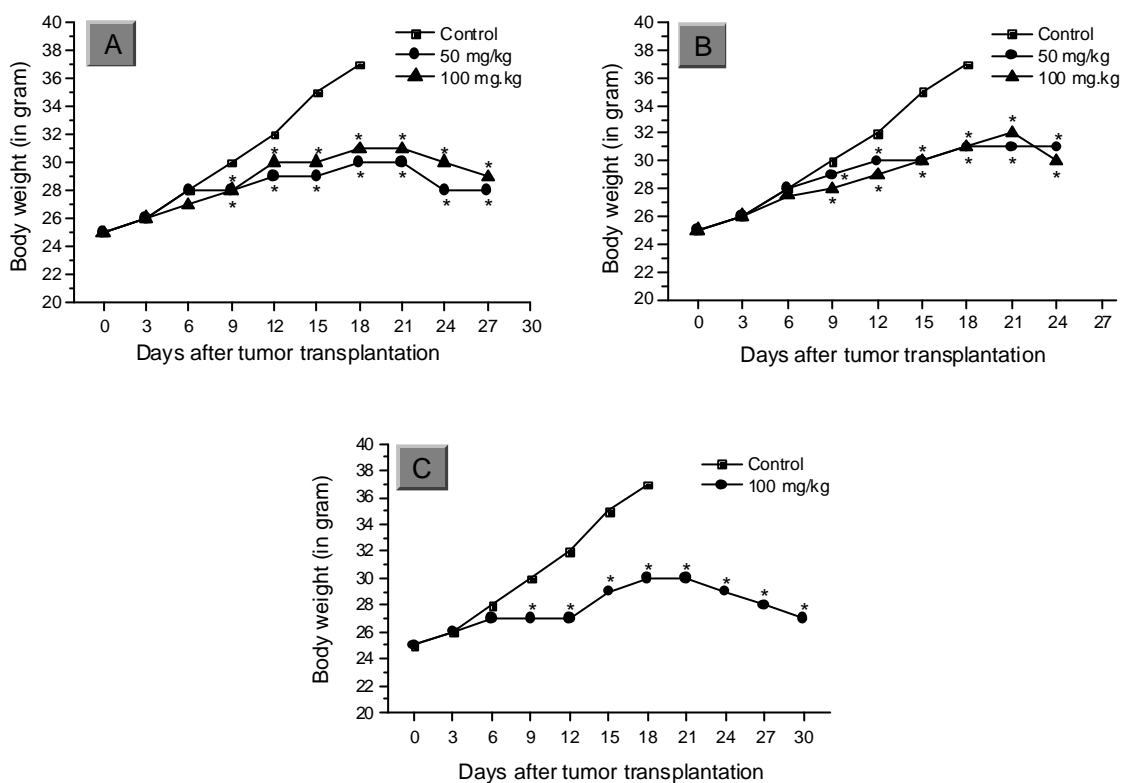 A
Control
50 mg/kg
100 mg.kg
40
38
36
34
32
30
28
26
24
22
20
Body weight (in gram)
* * * * * * *
* * * * * * *
0 3 6 9 12 15 18 21 24 27 30
Days after tumor transplantation
B
Control
50 mg/kg
100 mg.kg
40
38
36
34
32
30
28
26
24
22
20
Body weight (in gram)
* * * * * *
* * * * * *
0 3 6 9 12 15 18 21 24 27
Days after tumor transplantation
C
Control
100 mg/kg
40
38
36
34
32
30
28
26
24
22
20
Body weight (in gram)
* * * * * * * *
0 3 6 9 12 15 18 21 24 27 30
Days after tumor transplantation